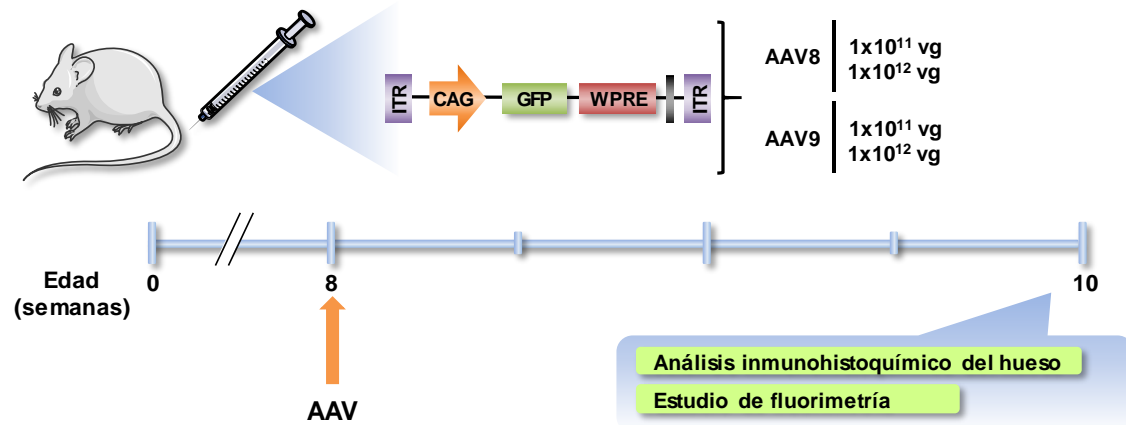 ITR
CAG
GFP
WPRE
ITR
AAV8
1x10¹¹ vg
1x10¹² vg
AAV9
1x10¹¹ vg
1x10¹² vg
Edad
(semanas)
0
8
10
AAV
Análisis inmunohistoquímico del hueso
Estudio de fluorimetría